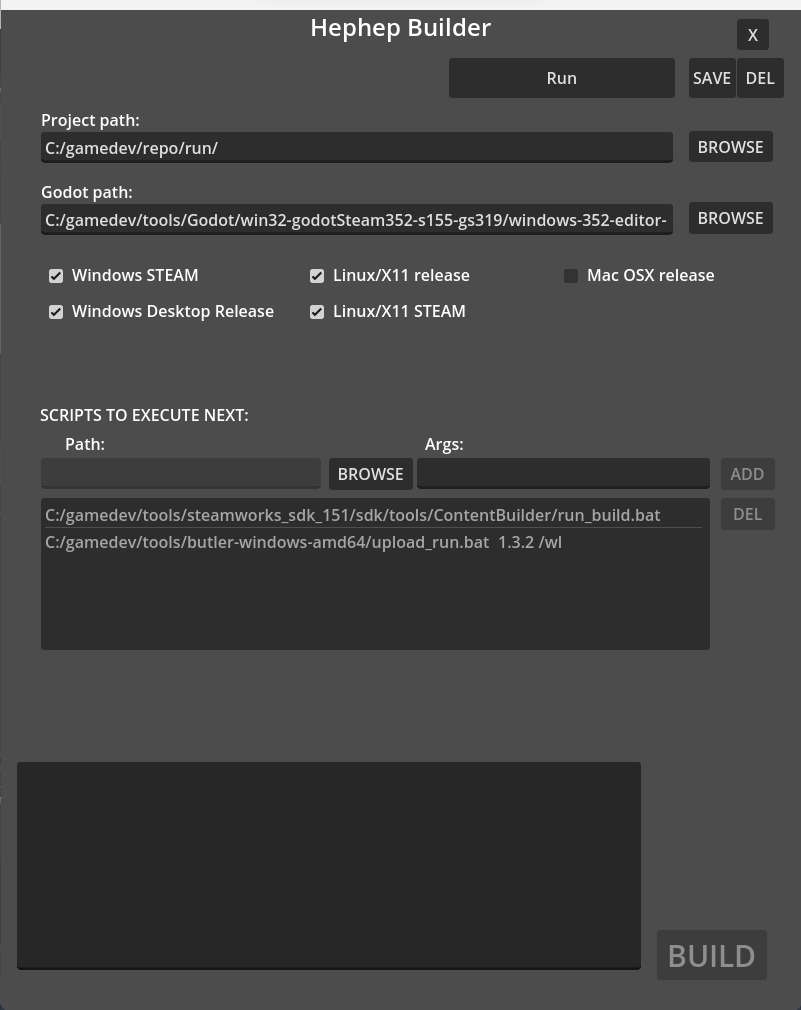 Hephep Builder
X
Run
SAVE
DEL
Project path:
C:/gamedev/repo/run/
BROWSE
Godot path:
C:/gamedev/tools/Godot/win32-godotSteam352-s155-gs319/windows-352-editor-
BROWSE
Windows STEAM
Linux/X11 release
Mac OSX release
Windows Desktop Release
Linux/X11 STEAM
SCRIPTS TO EXECUTE NEXT:
Path:
Args:
BROWSE
ADD
C:/gamedev/tools/steamworks_sdk_151/sdk/tools/ContentBuilder/run_build.bat
DEL
C:/gamedev/tools/butler-windows-amd64/upload_run.bat  1.3.2 /wl
BUILD